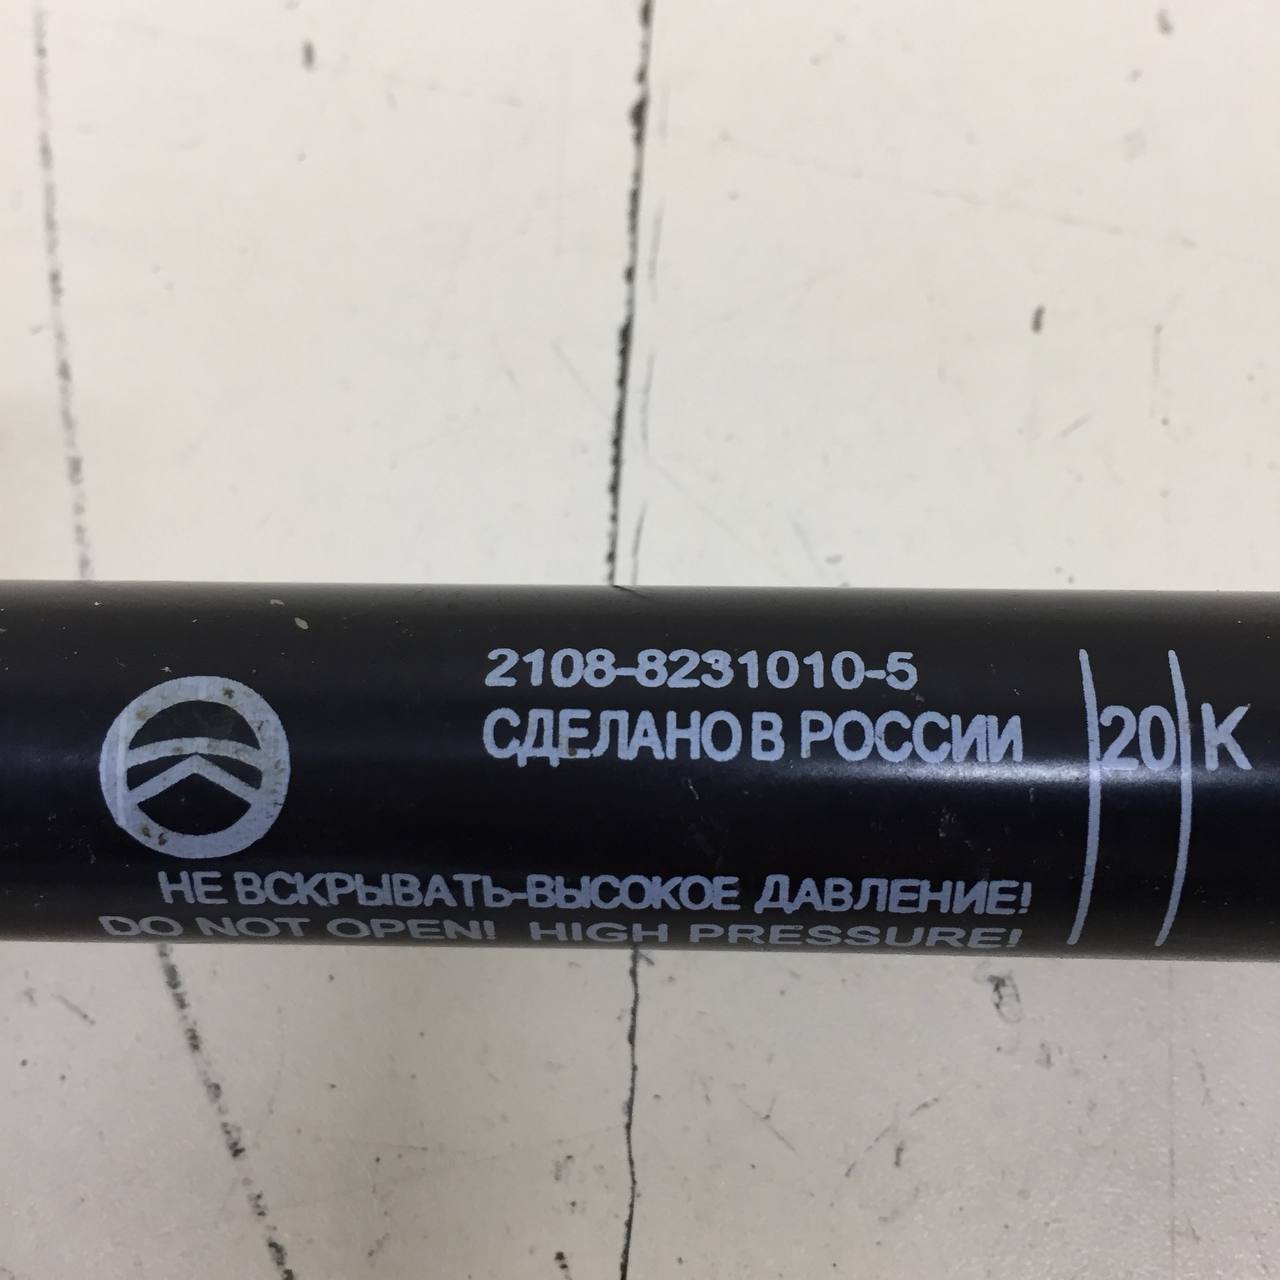 2108-8231010-5
СДЕЛАНО В РОССИИ
20 К
НЕ ВСКРЫВАТЬ-ВЫСОКОЕ ДАВЛЕНИЕ!
DO NOT OPEN! HIGH PRESSURE!